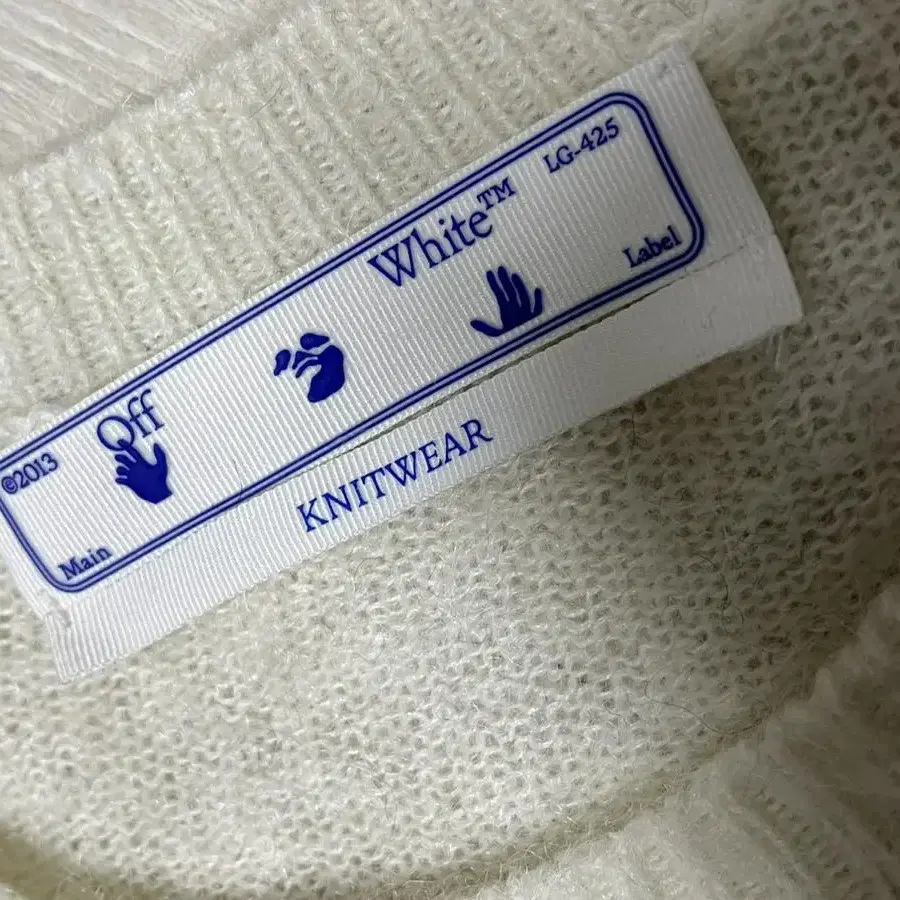 ©2013
Off
White™
LG-425
Main
Label
KNITWEAR